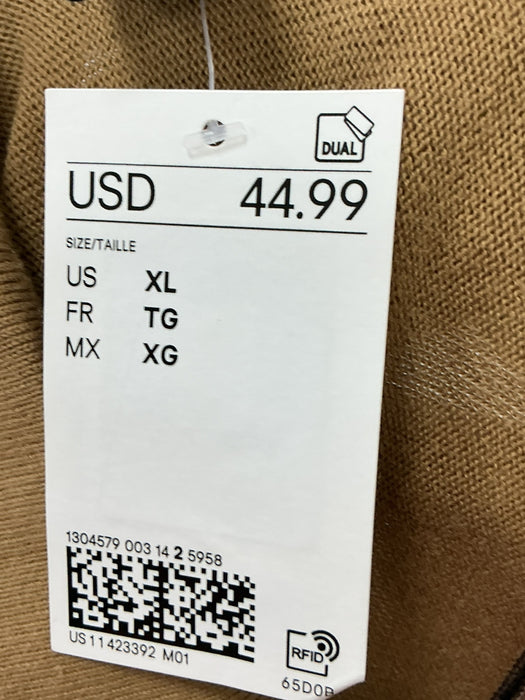 DUAL
USD 44.99
SIZE/TAILLE
US XL
FR TG
MX XG
1304579 003 14 2 5958
US 11423392 M01
RFID